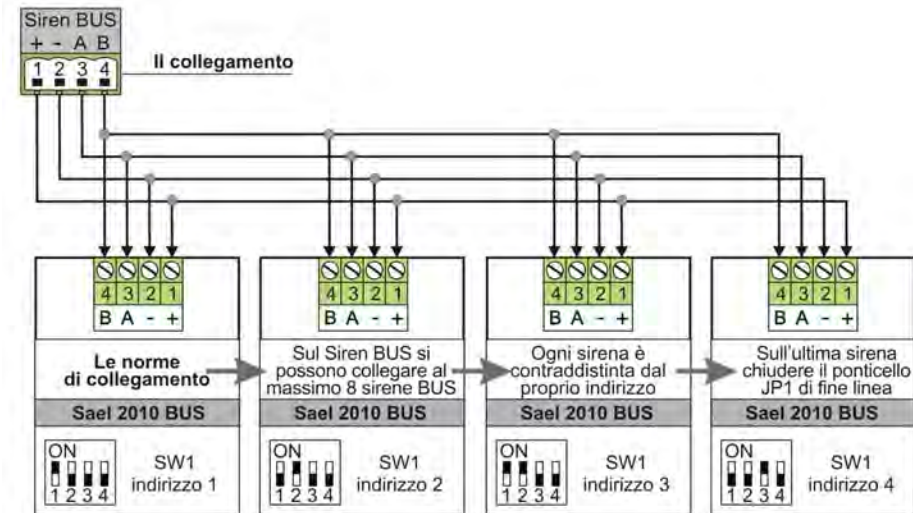 Siren BUS
+ - A B
1 2 3 4
Il collegamento
4 3 2 1
B A - +
Le norme
di collegamento
Sael 2010 BUS
ON
1 2 3 4
SW1
indirizzo 1
4 3 2 1
B A - +
Sul Siren BUS si
possono collegare al
massimo 8 sirene BUS
Sael 2010 BUS
ON
1 2 3 4
SW1
indirizzo 2
4 3 2 1
B A - +
Ogni sirena è
contraddistinta dal
proprio indirizzo
Sael 2010 BUS
ON
1 2 3 4
SW1
indirizzo 3
4 3 2 1
B A - +
Sull'ultima sirena
chiudere il ponticello
JP1 di fine linea
Sael 2010 BUS
ON
1 2 3 4
SW1
indirizzo 4